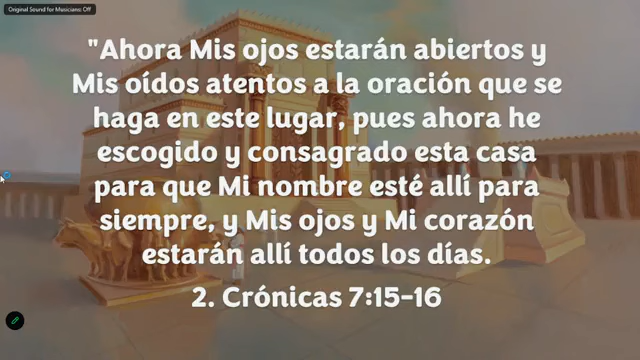 Original Sound for Musicians: Off
"Ahora Mis ojos estarán abiertos y
Mis oídos atentos a la oración que se
haga en este lugar, pues ahora he
escogido y consagrado esta casa
para que Mi nombre esté allí para
siempre, y Mis ojos y Mi corazón
estarán allí todos los días.
2. Crónicas 7:15-16